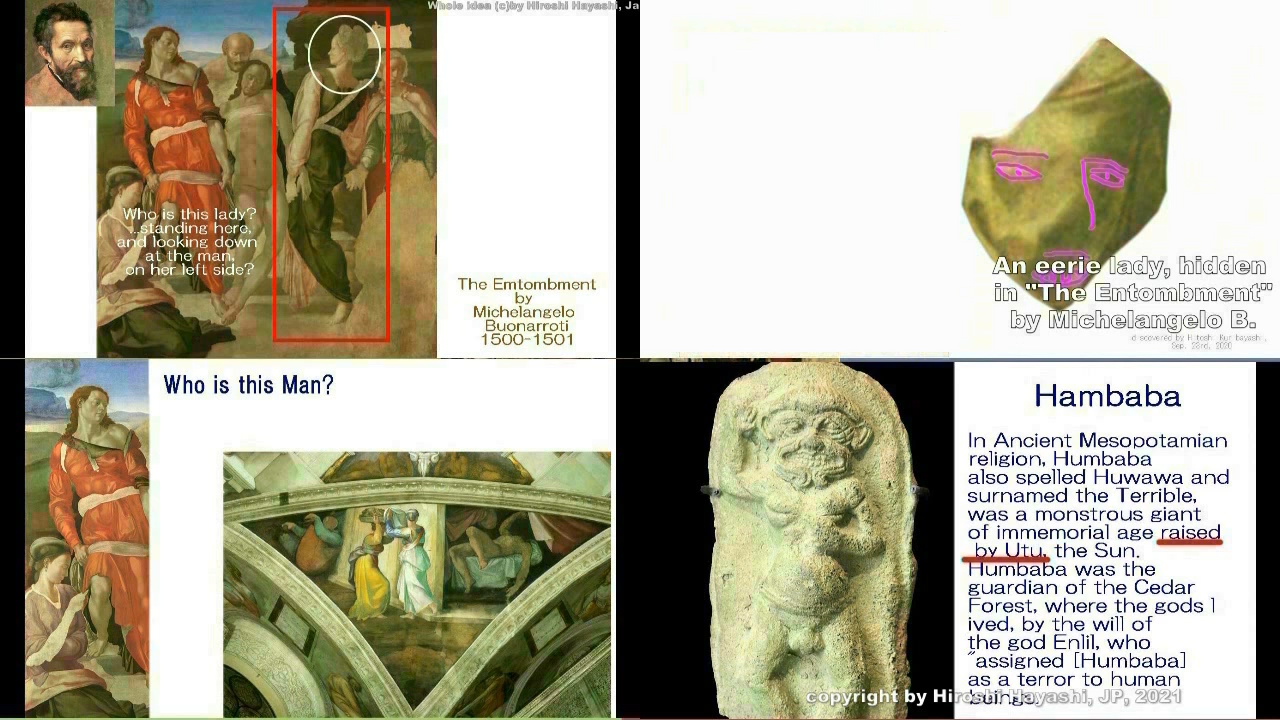 Whole idea (c)by Hiroshi Hayashi, Ja
Who is this lady?
...standing here,
and looking down
at the man,
on her left side?
The Emtombment
by
Michelangelo
Buonarroti
1500-1501
An eerie lady, hidden
in "The Entombment"
by Michelangelo B.
Sep. 23rd, 2020
Who is this Man?
Hambaba
In Ancient Mesopotamian
religion, Humbaba
also spelled Huwawa and
surnamed the Terrible,
was a monstrous giant
of immemorial age raised
by Utu, the Sun.
Humbaba was the
guardian of the Cedar
Forest, where the gods l
ived, by the will of
the god Enlil, who
"assigned [Humbaba]
as a terror to human
copyright by Hiroshi Hayashi, JP, 2021